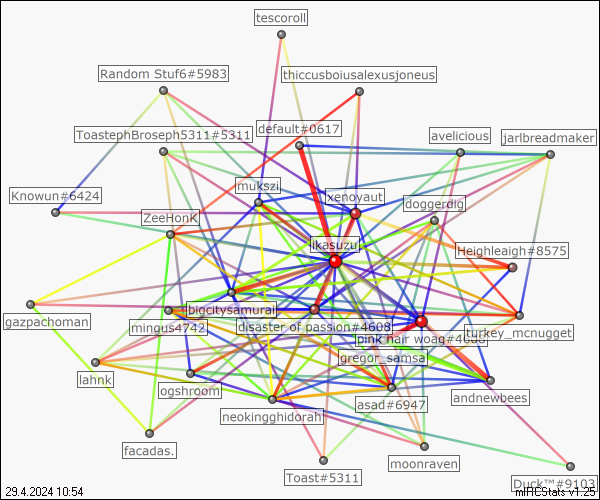 tescoroll
Random Stuf6#5983
thiccusboiusalexusjoneus
ToastephBroseph5311#5311
default#0617
avelicious
jarlbreadmaker
mukszi
xenoyaut
Knowun#6424
doggerdig
ZeeHonK
ikasuzu
Heighleaigh#8575
bigcitysamurai
gazpachoman
mingus4742
disaster of passion#4608
pink hair woag#4688
turkey_mcnugget
gregor_samsa
lahnk
ogshroom
asad#6947
andnewbees
neokingghidorah
facadas.
moonraven
Toast#5311
Duck™#9103
29.4.2024 10:54
mIRCStats v1.25